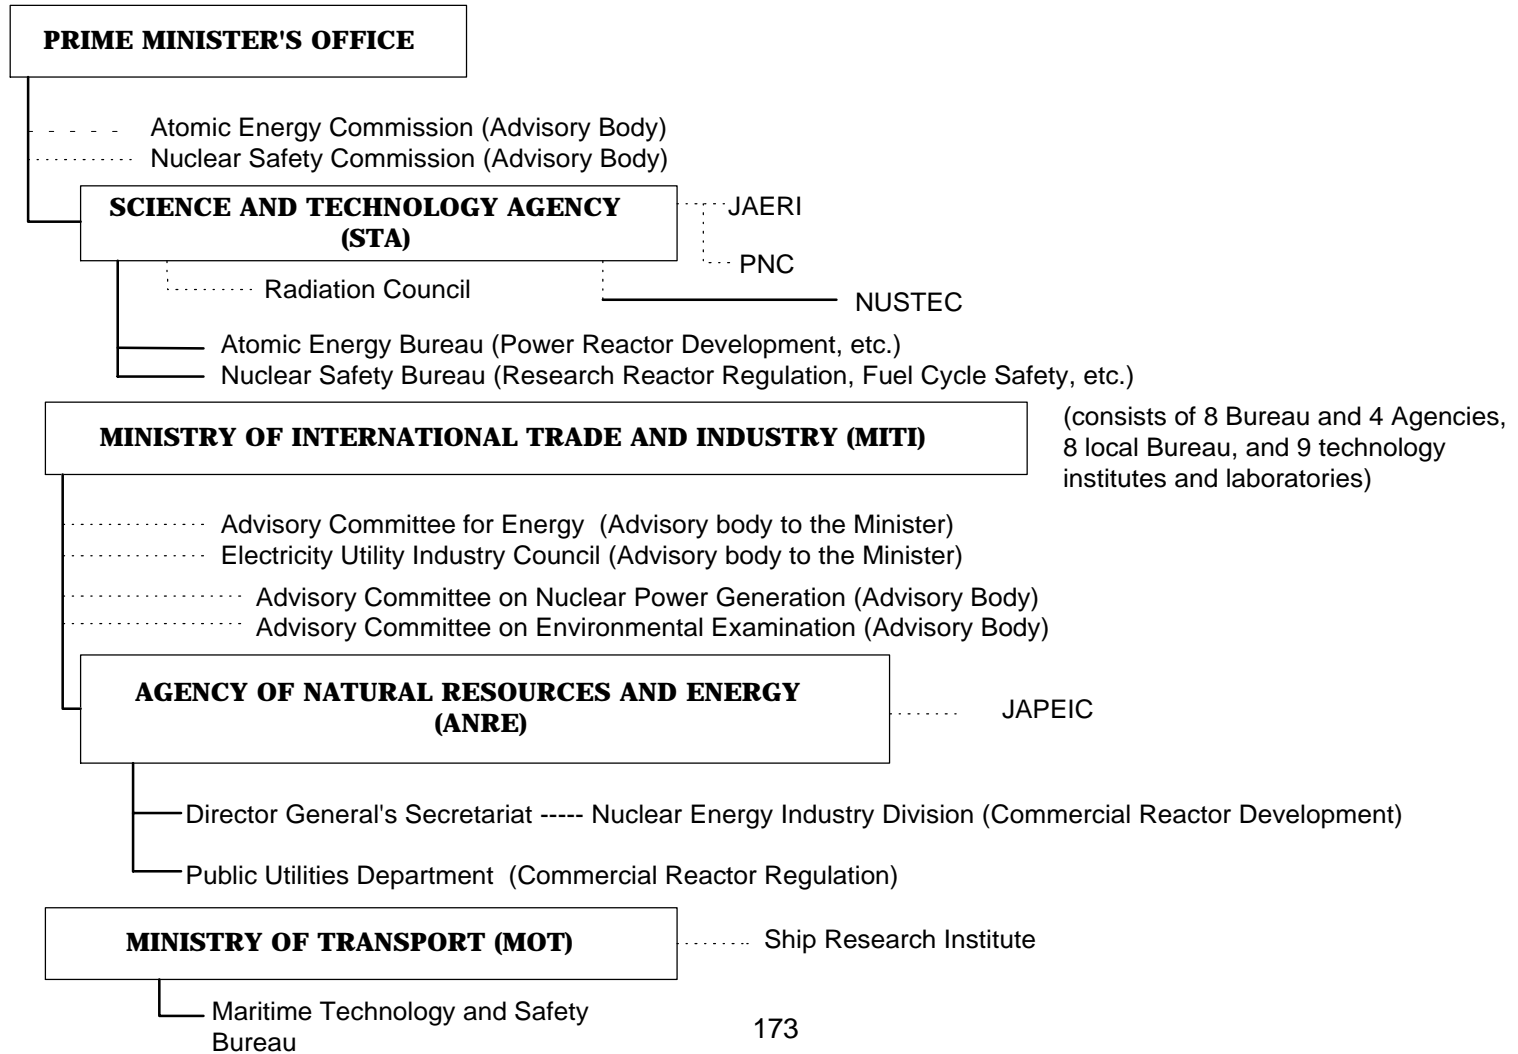 PRIME MINISTER'S OFFICE
Atomic Energy Commission (Advisory Body)
Nuclear Safety Commission (Advisory Body)
SCIENCE AND TECHNOLOGY AGENCY
(STA)
JAERI
PNC
Radiation Council
NUSTEC
Atomic Energy Bureau (Power Reactor Development, etc.)
Nuclear Safety Bureau (Research Reactor Regulation, Fuel Cycle Safety, etc.)
MINISTRY OF INTERNATIONAL TRADE AND INDUSTRY (MITI)
(consists of 8 Bureau and 4 Agencies,
8 local Bureau, and 9 technology
institutes and laboratories)
Advisory Committee for Energy (Advisory body to the Minister)
Electricity Utility Industry Council (Advisory body to the Minister)
Advisory Committee on Nuclear Power Generation (Advisory Body)
Advisory Committee on Environmental Examination (Advisory Body)
AGENCY OF NATURAL RESOURCES AND ENERGY
(ANRE)
JAPEIC
Director General's Secretariat ----- Nuclear Energy Industry Division (Commercial Reactor Development)
Public Utilities Department (Commercial Reactor Regulation)
MINISTRY OF TRANSPORT (MOT)
Ship Research Institute
Maritime Technology and Safety
Bureau
173